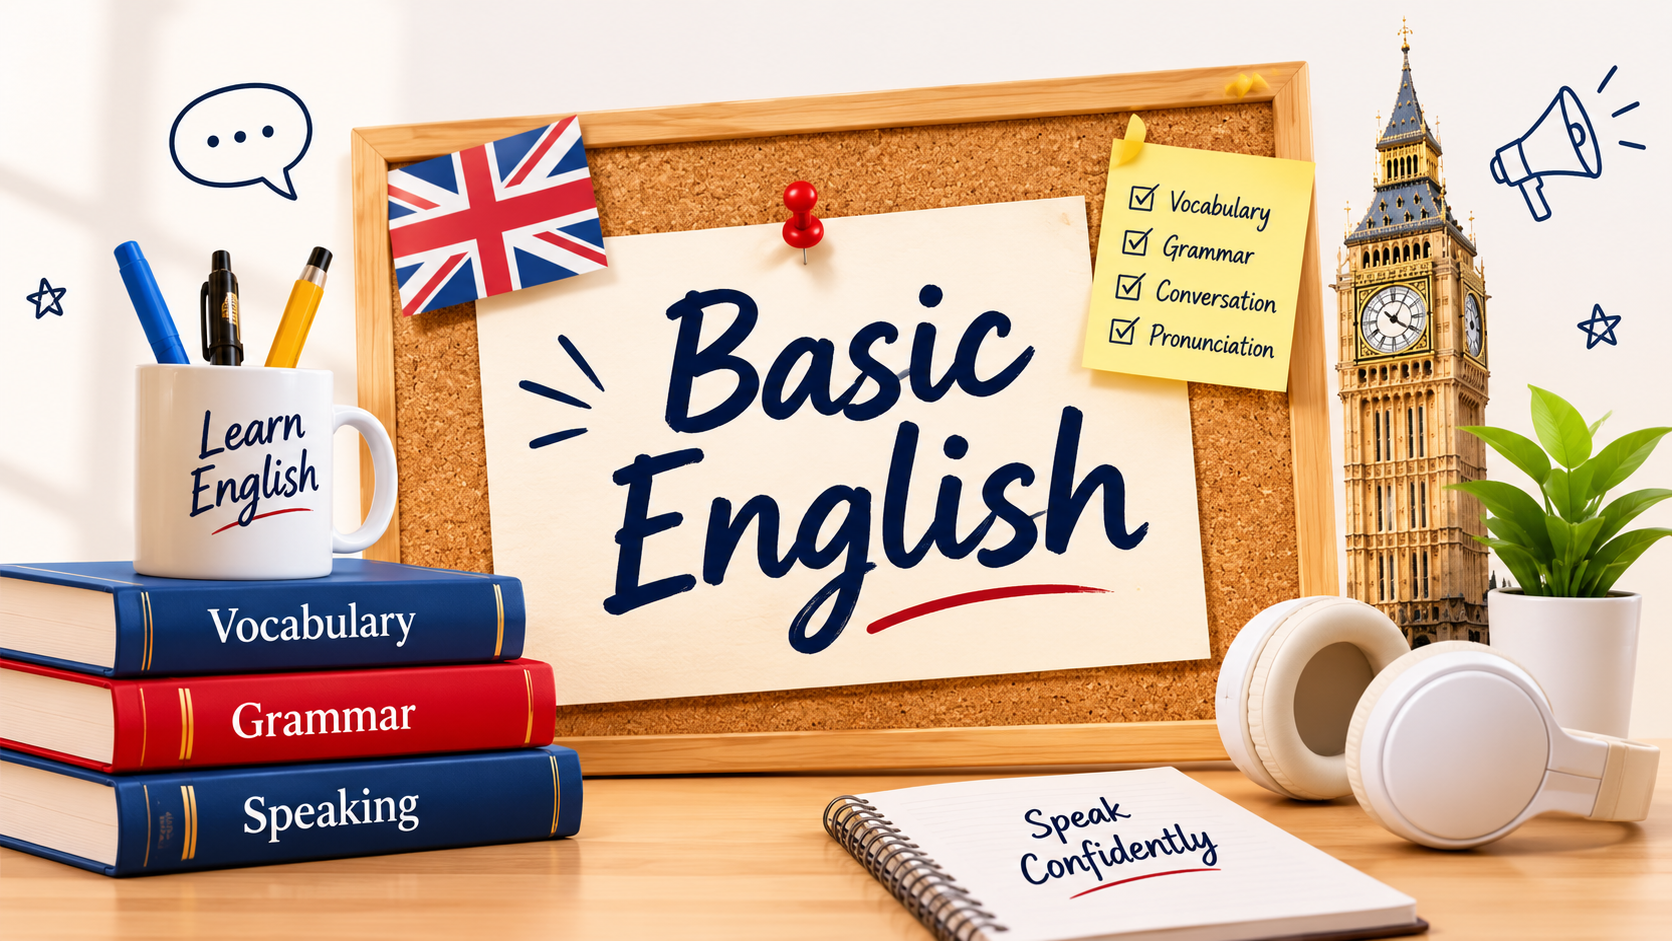 Basic
English
Vocabulary
Grammar
Conversation
Pronunciation
Learn
English
Vocabulary
Grammar
Speaking
Speak
Confidently